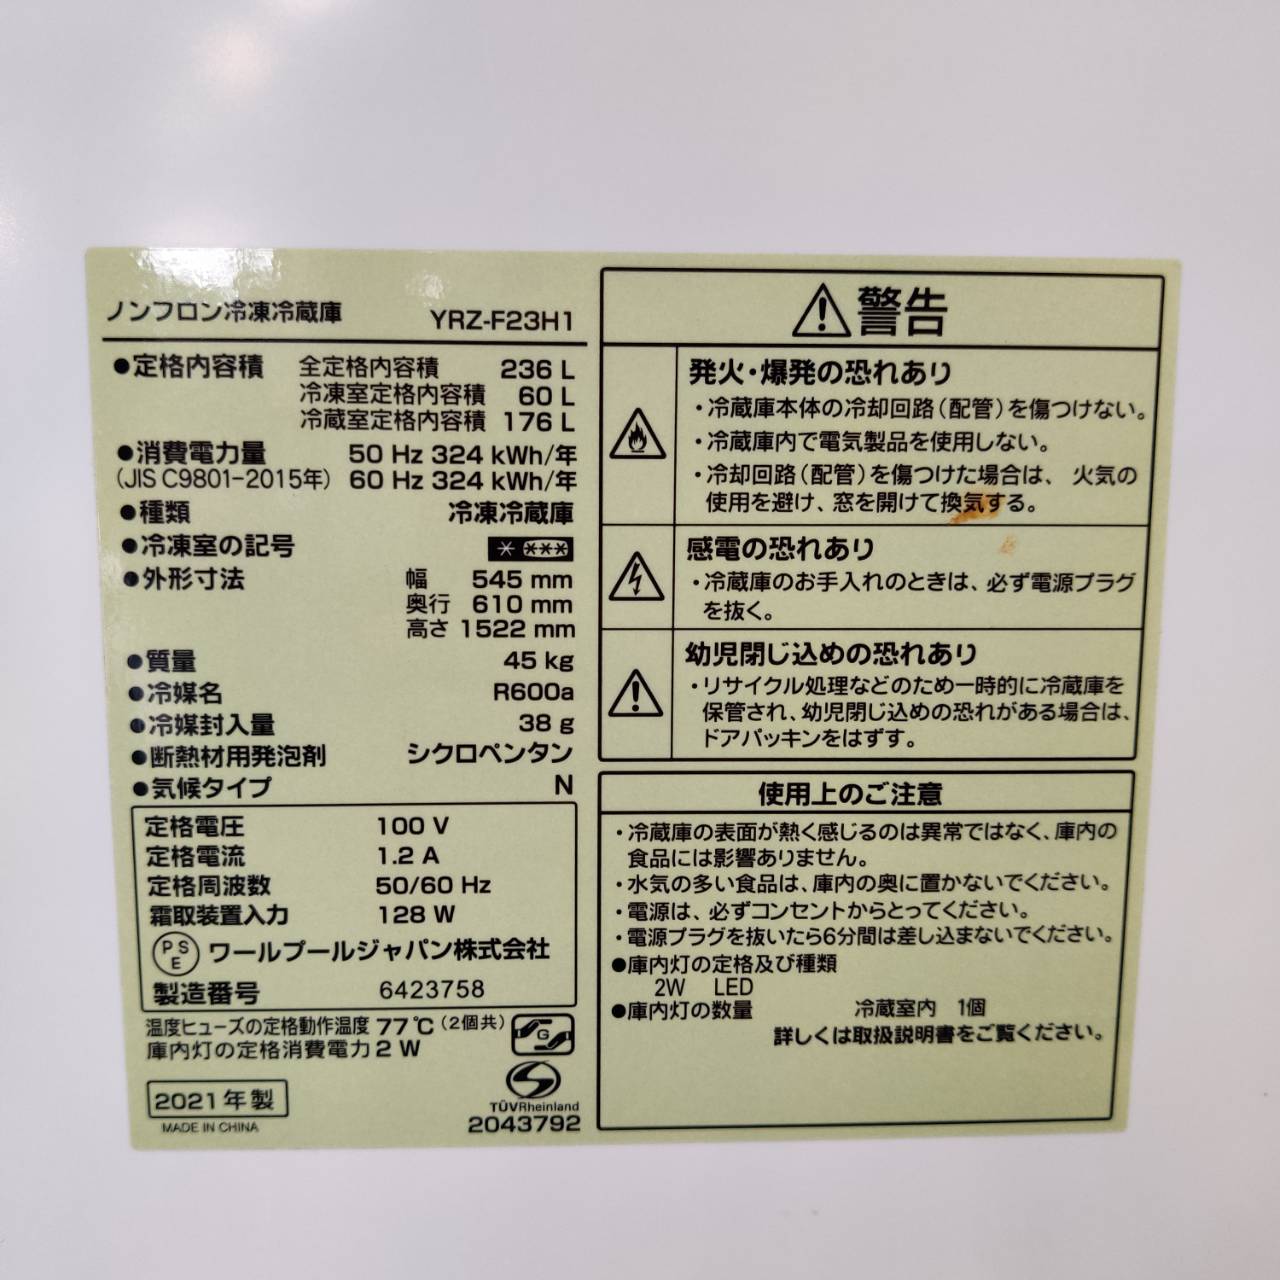 ノンフロン冷凍冷蔵庫 YRZ-F23H1
●定格内容積 全定格内容積 236 L
冷凍室定格内容積 60 L
冷蔵室定格内容積 176 L
●消費電力量 50 Hz 324 kWh/年
(JIS C9801-2015年) 60 Hz 324 kWh/年
●種類 冷凍冷蔵庫
●冷凍室の記号
●外形寸法 幅 545 mm
奥行 610 mm
高さ 1522 mm
●質量 45 kg
●冷媒名 R600a
●冷媒封入量 38 g
●断熱材用発泡剤 シクロペンタン
●気候タイプ N
定格電圧 100 V
定格電流 1.2 A
定格周波数 50/60 Hz
霜取装置入力 128 W
PSE ワールプールジャパン株式会社
製造番号 6423758
温度ヒューズの定格動作温度 77℃(2個共)
庫内灯の定格消費電力 2 W
G
2021年製
MADE IN CHINA
TÜVRheinland
2043792
警告
発火・爆発の恐れあり
・冷蔵庫本体の冷却回路(配管)を傷つけない。
・冷蔵庫内で電気製品を使用しない。
・冷却回路(配管)を傷つけた場合は、火気の
使用を避け、窓を開けて換気する。
感電の恐れあり
・冷蔵庫のお手入れのときは、必ず電源プラグ
を抜く。
幼児閉じ込めの恐れあり
・リサイクル処理などのため一時的に冷蔵庫を
保管され、幼児閉じ込めの恐れがある場合は、
ドアパッキンをはずす。
使用上のご注意
・冷蔵庫の表面が熱く感じるのは異常ではなく、庫内の
食品には影響ありません。
・水気の多い食品は、庫内の奥に置かないでください。
・電源は、必ずコンセントからとってください。
・電源プラグを抜いたら6分間は差し込まないでください。
●庫内灯の定格及び種類
2W LED
●庫内灯の数量 冷蔵室内 1個
詳しくは取扱説明書をご覧ください。